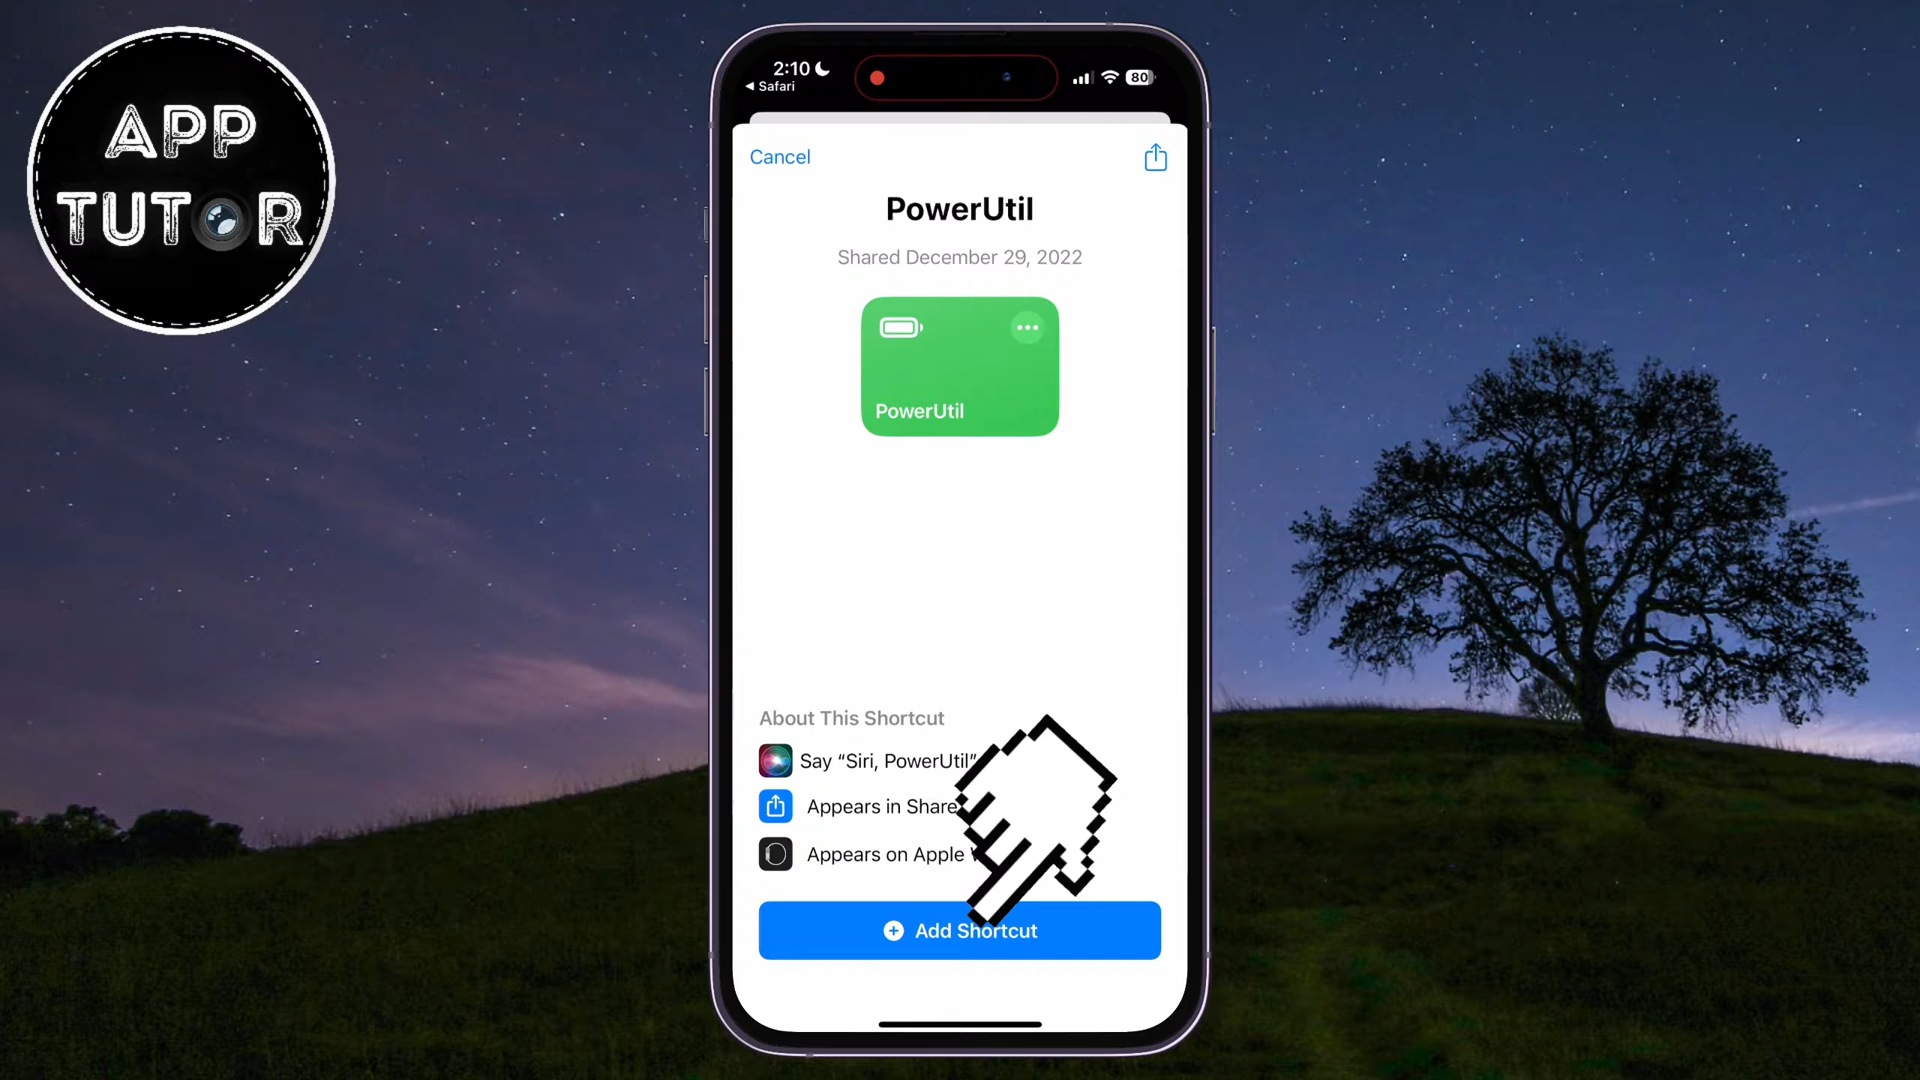 APP
TUTOR
2:10
80
◀ Safari
Cancel
PowerUtil
Shared December 29, 2022
PowerUtil
About This Shortcut
Say “Siri, PowerUtil”
Appears in Share
Appears on Apple
Add Shortcut